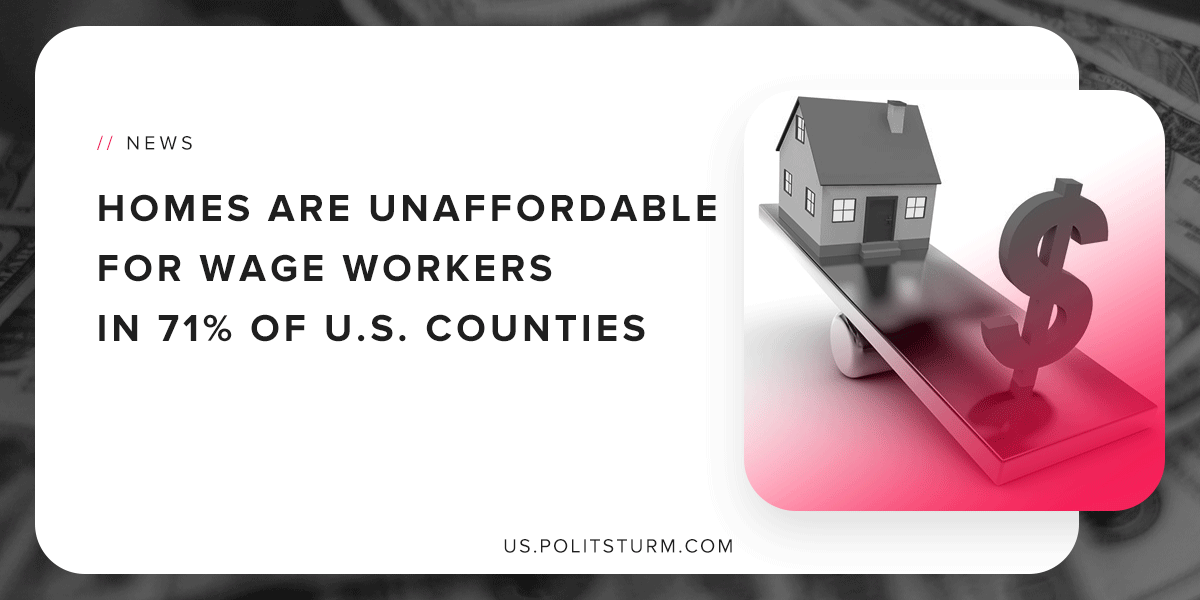 // NEWS
HOMES ARE UNAFFORDABLE
FOR WAGE WORKERS
IN 71% OF U.S. COUNTIES
US.POLITSTURM.COM